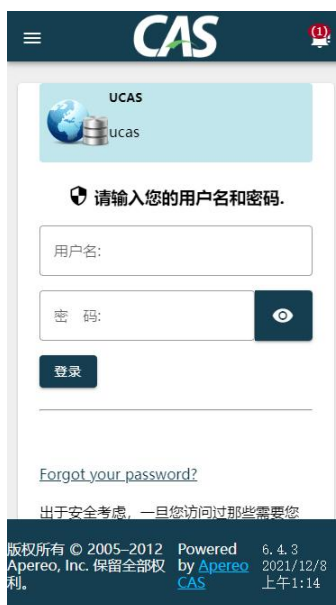 CAS
(1)
UCAS
ucas
请输入您的用户名和密码.
用户名:
密 码:
登录
Forgot your password?
出于安全考虑，一旦您访问过那些需要您
版权所有 © 2005–2012
Apereo, Inc. 保留全部权
利。
Powered
by Apereo
CAS
6.4.3
2021/12/8
上午1:14